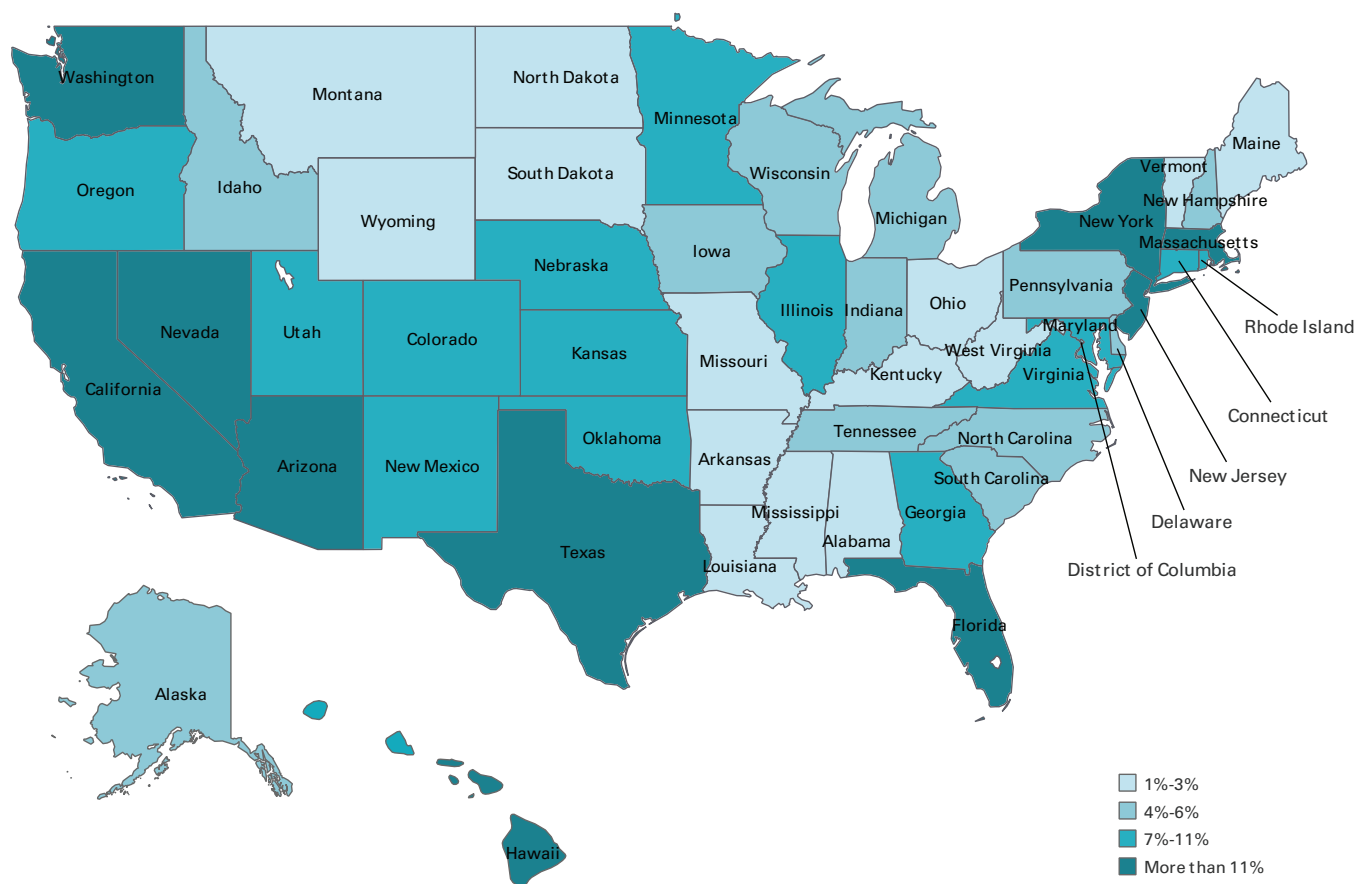 Washington
North Dakota
Montana
Minnesota
Maine
Vermont
South Dakota
Wisconsin
Oregon
Idaho
New Hampshire
Michigan
Wyoming
New York
Massachusetts
Iowa
Nebraska
Pennsylvania
Ohio
Illinois
Indiana
Rhode Island
Nevada
Utah
Colorado
Maryland
Kansas
West Virginia
Missouri
Kentucky
Virginia
California
Connecticut
Tennessee
Oklahoma
North Carolina
Arkansas
Arizona
New Mexico
New Jersey
South Carolina
Mississippi
Georgia
Delaware
Alabama
Texas
Louisiana
District of Columbia
Florida
Alaska
Hawaii
1%-3%
4%-6%
7%-11%
More than 11%